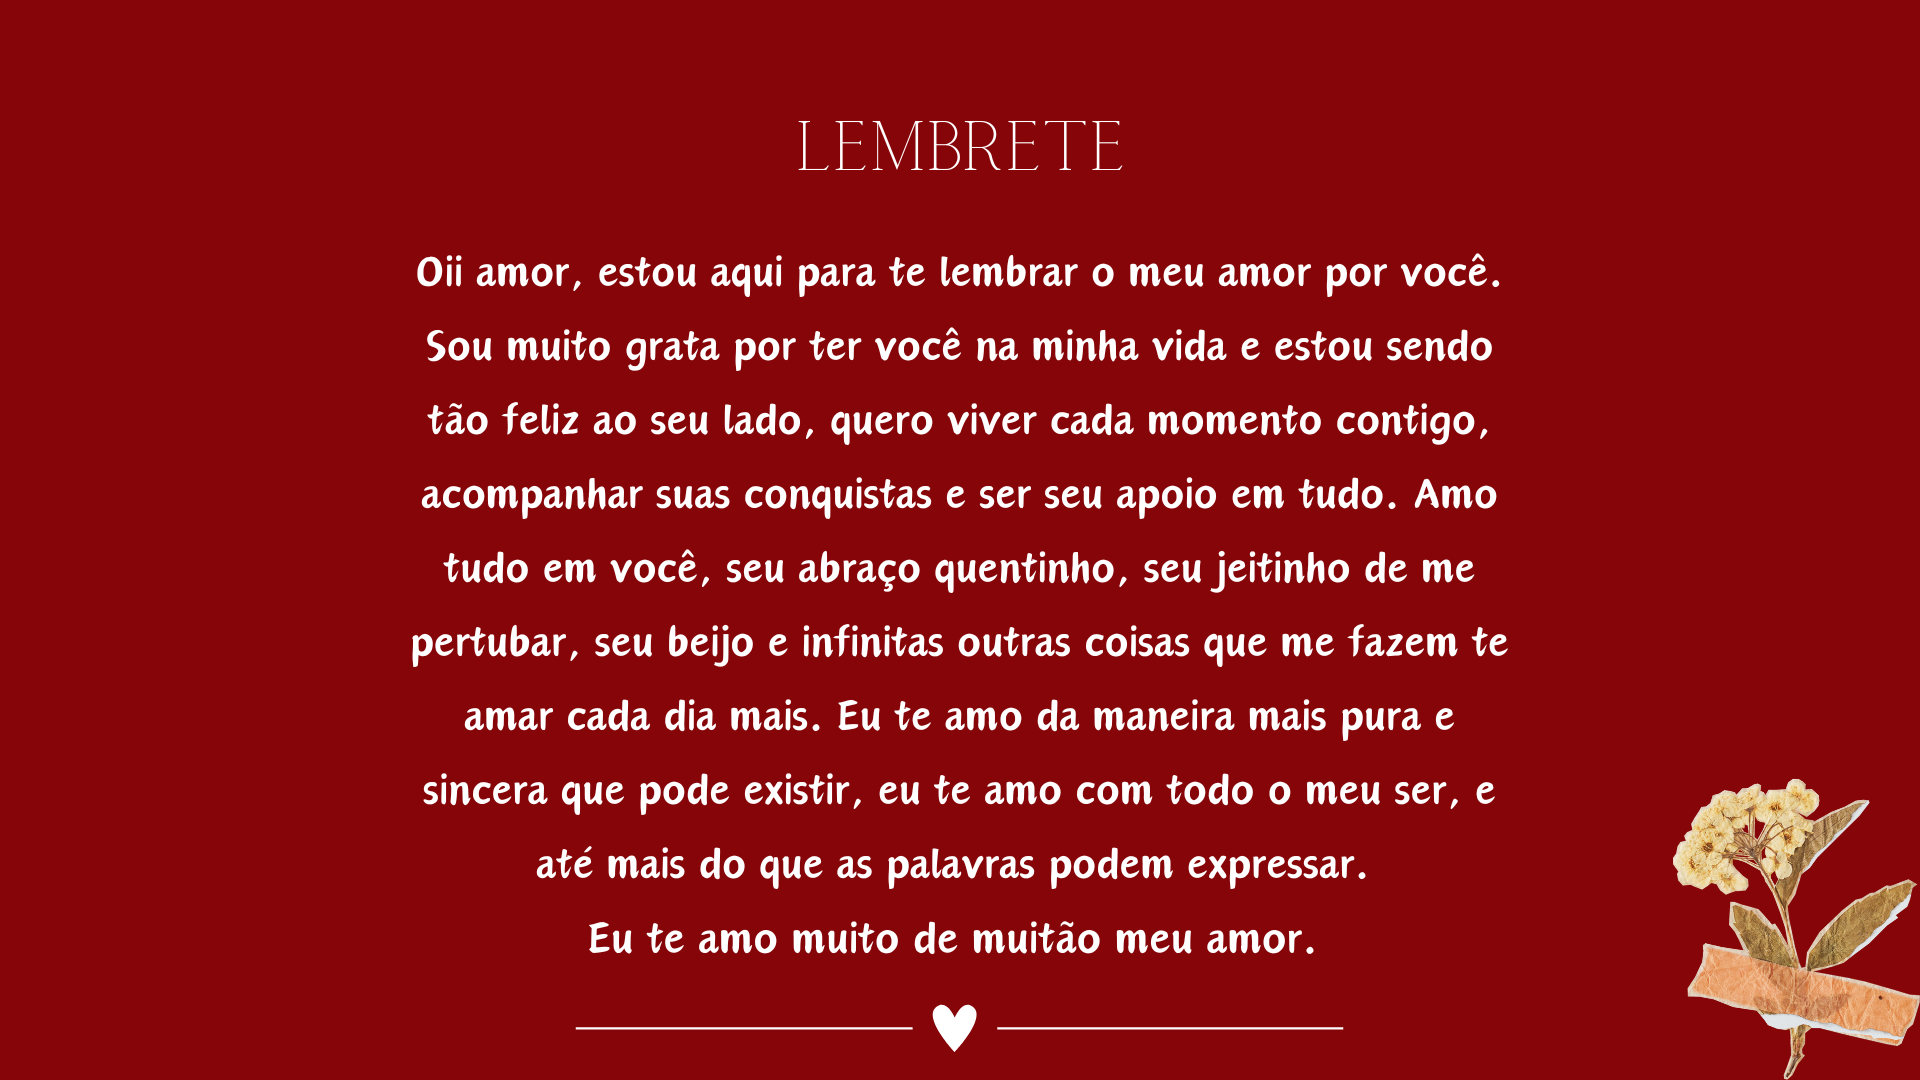 LEMBRETE
Oii amor, estou aqui para te lembrar o meu amor por você.
Sou muito grata por ter você na minha vida e estou sendo
tão feliz ao seu lado, quero viver cada momento contigo,
acompanhar suas conquistas e ser seu apoio em tudo. Amo
tudo em você, seu abraço quentinho, seu jeitinho de me
pertubar, seu beijo e infinitas outras coisas que me fazem te
amar cada dia mais. Eu te amo da maneira mais pura e
sincera que pode existir, eu te amo com todo o meu ser, e
até mais do que as palavras podem expressar.
Eu te amo muito de muitão meu amor.